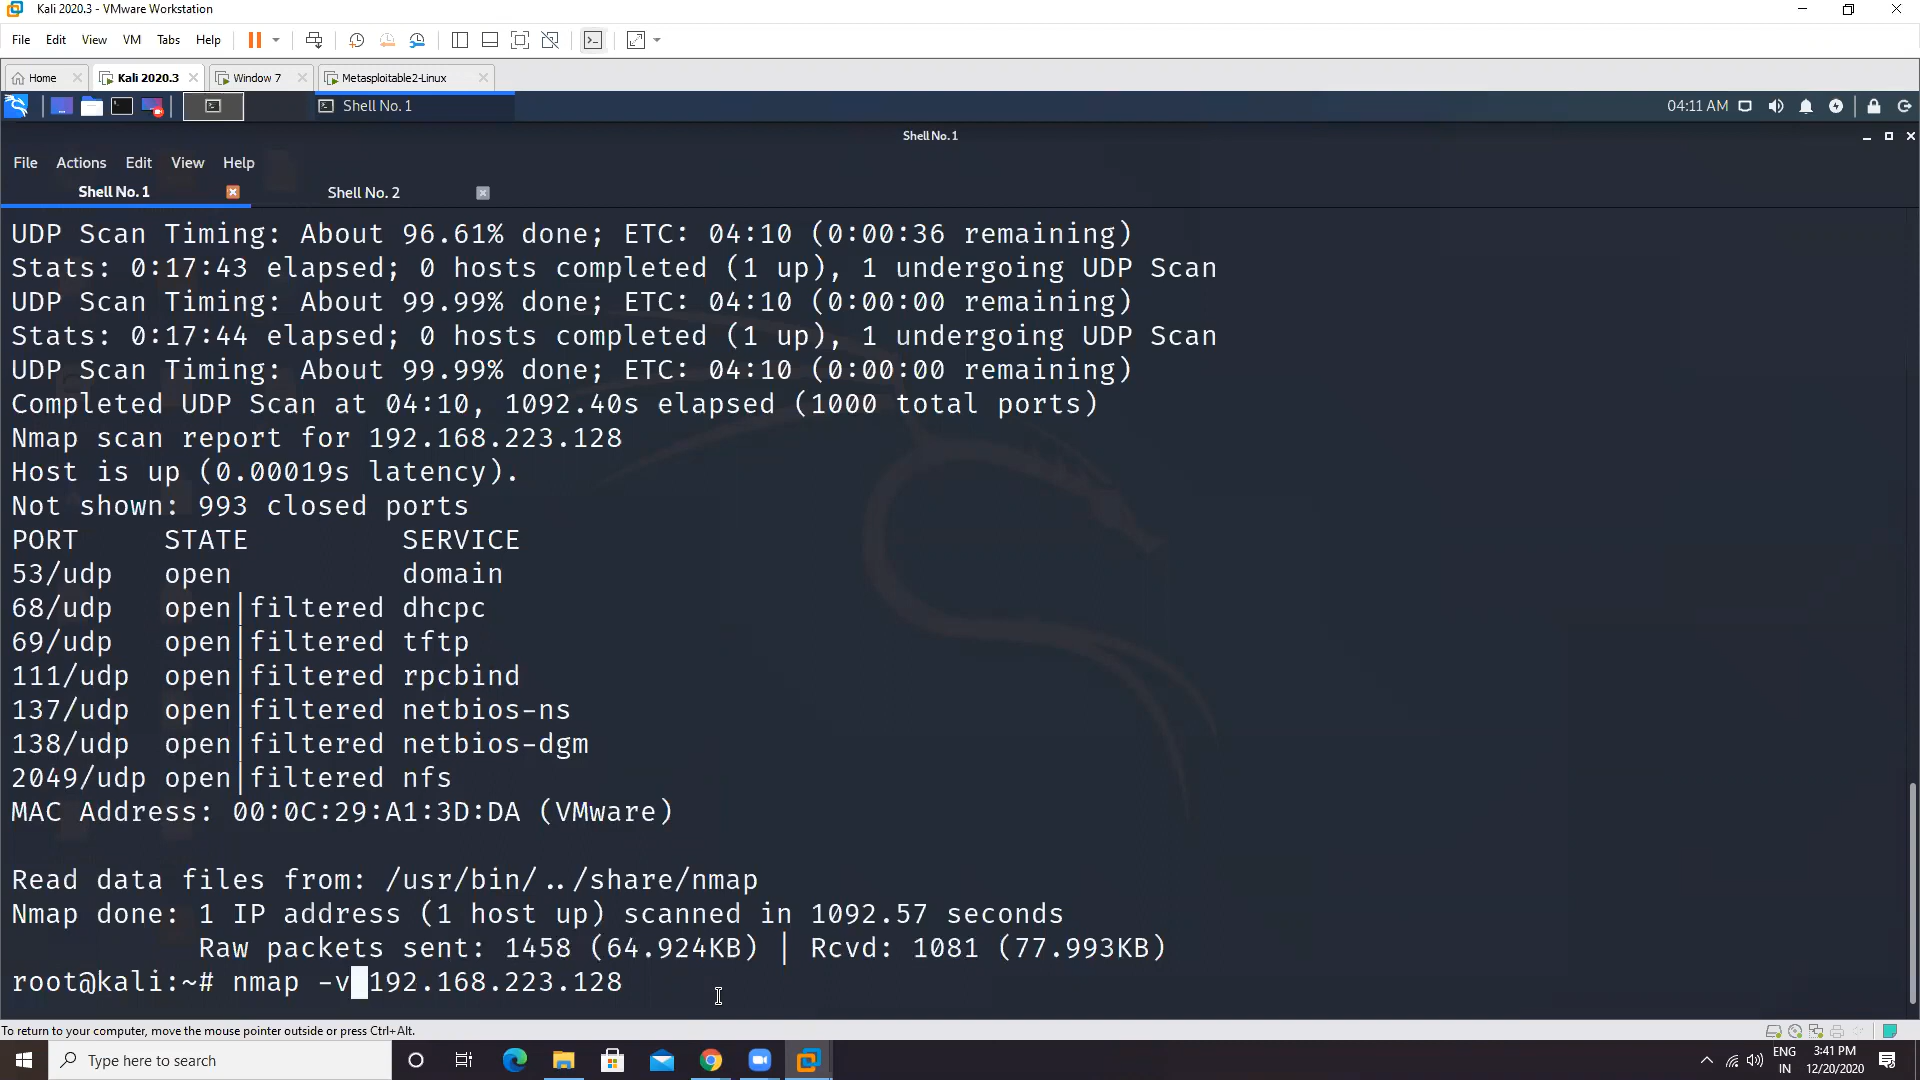 Kali 2020.3 - VMware Workstation
File Edit View VM Tabs Help
Home Kali 2020.3 Window 7 Metasploitable2-Linux
Shell No. 1 04:11 AM
Shell No. 1
File Actions Edit View Help
Shell No. 1 Shell No. 2
UDP Scan Timing: About 96.61% done; ETC: 04:10 (0:00:36 remaining)
Stats: 0:17:43 elapsed; 0 hosts completed (1 up), 1 undergoing UDP Scan
UDP Scan Timing: About 99.99% done; ETC: 04:10 (0:00:00 remaining)
Stats: 0:17:44 elapsed; 0 hosts completed (1 up), 1 undergoing UDP Scan
UDP Scan Timing: About 99.99% done; ETC: 04:10 (0:00:00 remaining)
Completed UDP Scan at 04:10, 1092.40s elapsed (1000 total ports)
Nmap scan report for 192.168.223.128
Host is up (0.00019s latency).
Not shown: 993 closed ports
PORT STATE SERVICE
53/udp open domain
68/udp open|filtered dhcpc
69/udp open|filtered tftp
111/udp open|filtered rpcbind
137/udp open|filtered netbios-ns
138/udp open|filtered netbios-dgm
2049/udp open|filtered nfs
MAC Address: 00:0C:29:A1:3D:DA (VMware)
Read data files from: /usr/bin/../share/nmap
Nmap done: 1 IP address (1 host up) scanned in 1092.57 seconds
Raw packets sent: 1458 (64.924KB) | Rcvd: 1081 (77.993KB)
root@kali:~# nmap -v 192.168.223.128
To return to your computer, move the mouse pointer outside or press Ctrl+Alt.
Type here to search
ENG 3:41 PM
IN 12/20/2020